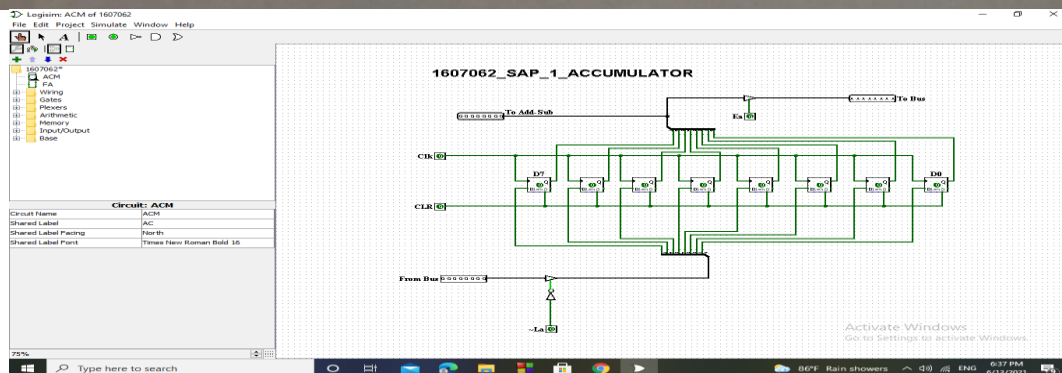 Logisim: ACM of 1607062
File Edit Project Simulate Window Help
A
1607062*
ACM
FA
Wiring
Gates
Plexers
Arithmetic
Memory
Input/Output
Base
Circuit: ACM
Circuit Name ACM
Shared Label AC
Shared Label Facing North
Shared Label Font Times New Roman Bold 16
75%
1607062_SAP_1_ACCUMULATOR
To Add-Sub
To Bus
Ea
Clk
D7
D0
CLR
From Bus
~La
Activate Windows
Go to Settings to activate Windows.
Type here to search
86°F Rain showers
ENG
6:37 PM
6/13/2021